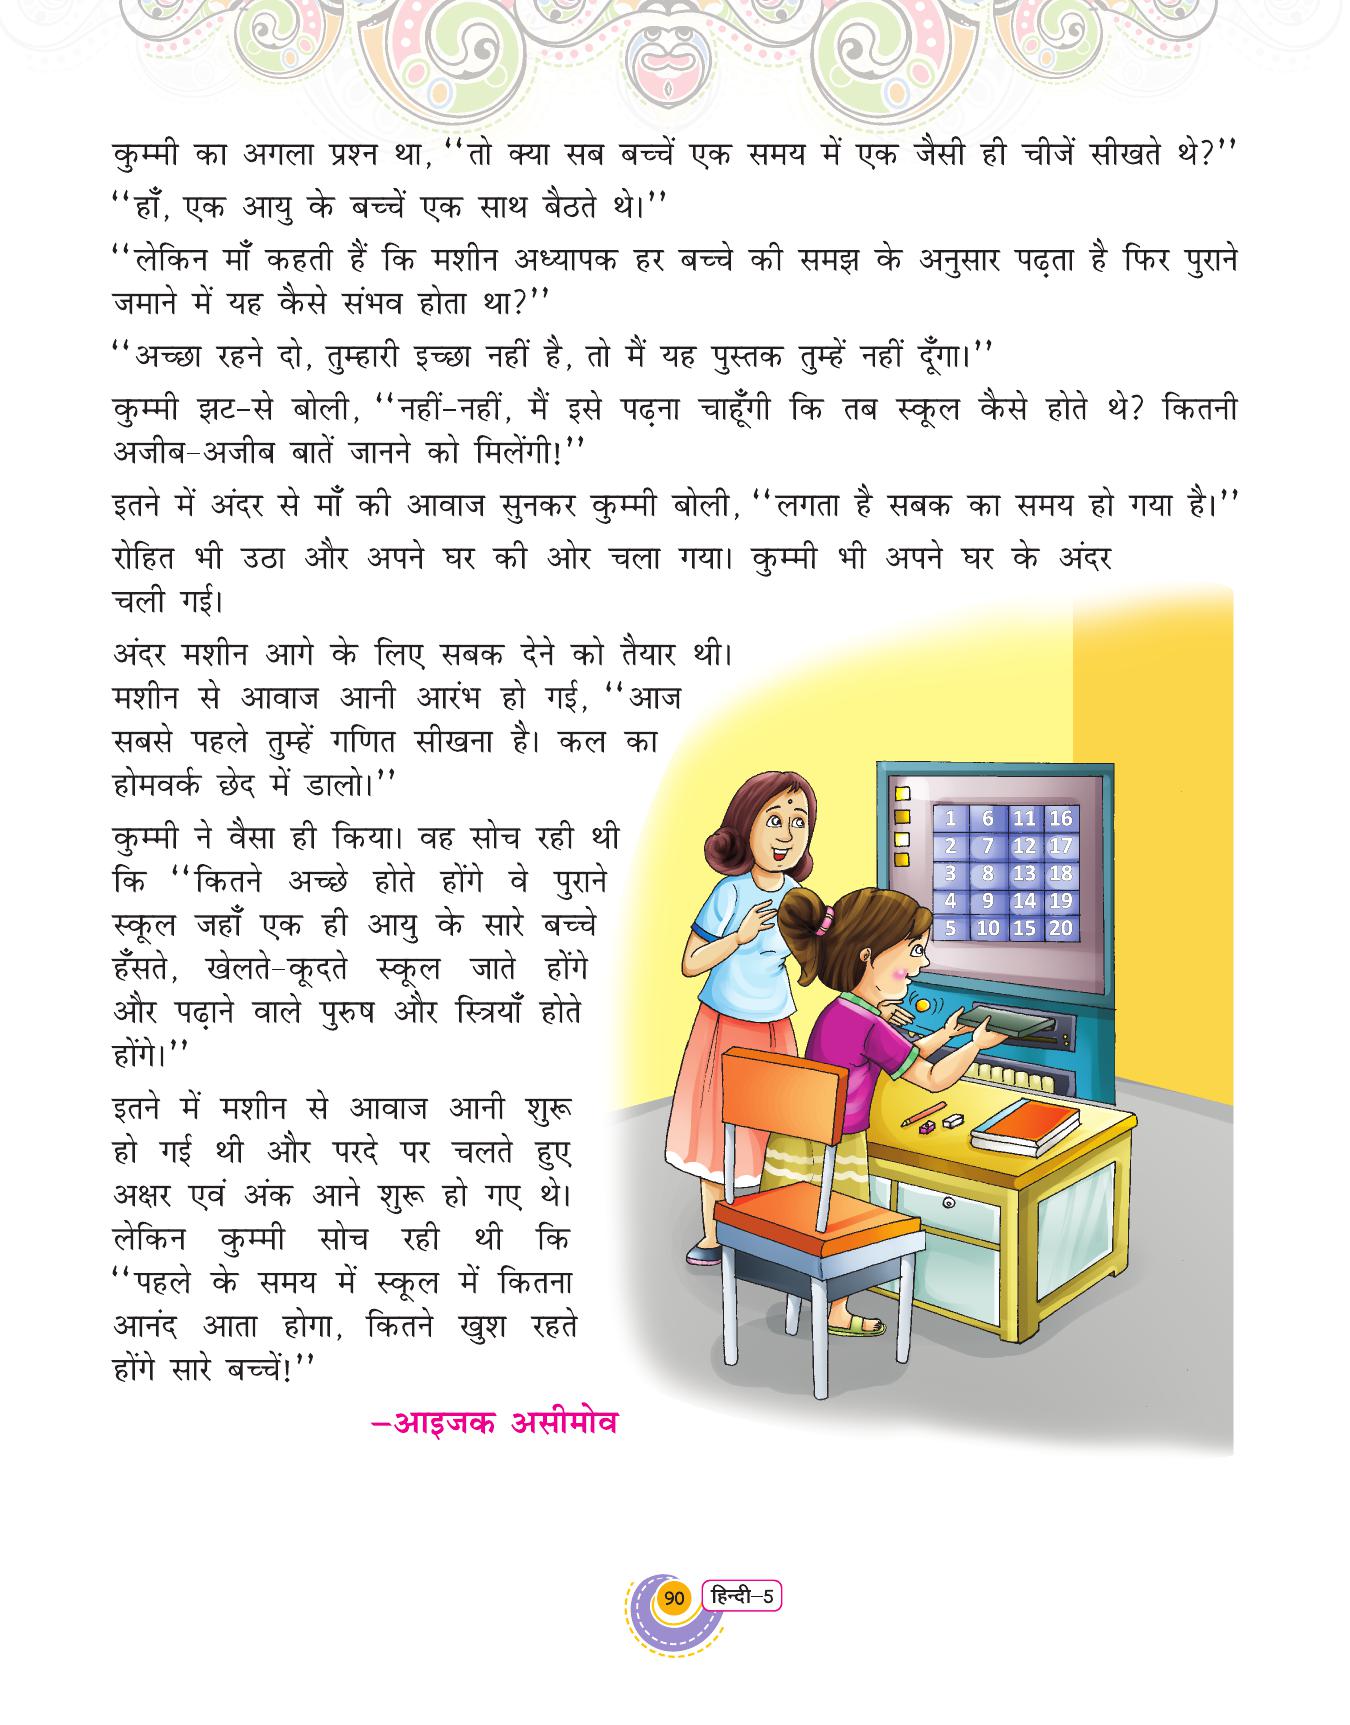 कुम्मी का अगला प्रश्न था, ‘‘तो क्या सब बच्चें एक समय में एक जैसी ही चीजें सीखते थे?’’
‘‘हाँ, एक आयु के बच्चें एक साथ बैठते थे।’’
‘‘लेकिन माँ कहती हैं कि मशीन अध्यापक हर बच्चे की समझ के अनुसार पढ़ता है फिर पुराने
जमाने में यह कैसे संभव होता था?’’
‘‘अच्छा रहने दो, तुम्हारी इच्छा नहीं है, तो मैं यह पुस्तक तुम्हें नहीं दूँगा।’’
कुम्मी झट-से बोली, ‘‘नहीं-नहीं, मैं इसे पढ़ना चाहूँगी कि तब स्कूल कैसे होते थे? कितनी
अजीब-अजीब बातें जानने को मिलेंगी!’’
इतने में अंदर से माँ की आवाज सुनकर कुम्मी बोली, ‘‘लगता है सबक का समय हो गया है।’’
रोहित भी उठा और अपने घर की ओर चला गया। कुम्मी भी अपने घर के अंदर
चली गई।
अंदर मशीन आगे के लिए सबक देने को तैयार थी।
मशीन से आवाज आनी आरंभ हो गई, ‘‘आज
सबसे पहले तुम्हें गणित सीखना है। कल का
होमवर्क छेद में डालो।’’
कुम्मी ने वैसा ही किया। वह सोच रही थी
कि ‘‘कितने अच्छे होते होंगे वे पुराने
स्कूल जहाँ एक ही आयु के सारे बच्चे
हँसते, खेलते-कूदते स्कूल जाते होंगे
और पढ़ाने वाले पुरुष और स्त्रियाँ होते
होंगे।’’
इतने में मशीन से आवाज आनी शुरू
हो गई थी और परदे पर चलते हुए
अक्षर एवं अंक आने शुरू हो गए थे।
लेकिन कुम्मी सोच रही थी कि
‘‘पहले के समय में स्कूल में कितना
आनंद आता होगा, कितने खुश रहते
होंगे सारे बच्चें!’’
–आइजक असीमोव
1 6 11 16
2 7 12 17
3 8 13 18
4 9 14 19
5 10 15 20
90 हिन्दी–5